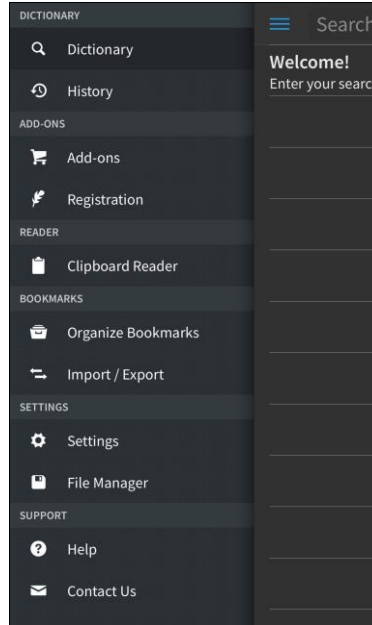 DICTIONARY
Dictionary
History
ADD-ONS
Add-ons
Registration
READER
Clipboard Reader
BOOKMARKS
Organize Bookmarks
Import / Export
SETTINGS
Settings
File Manager
SUPPORT
Help
Contact Us
Search
Welcome!
Enter your searc